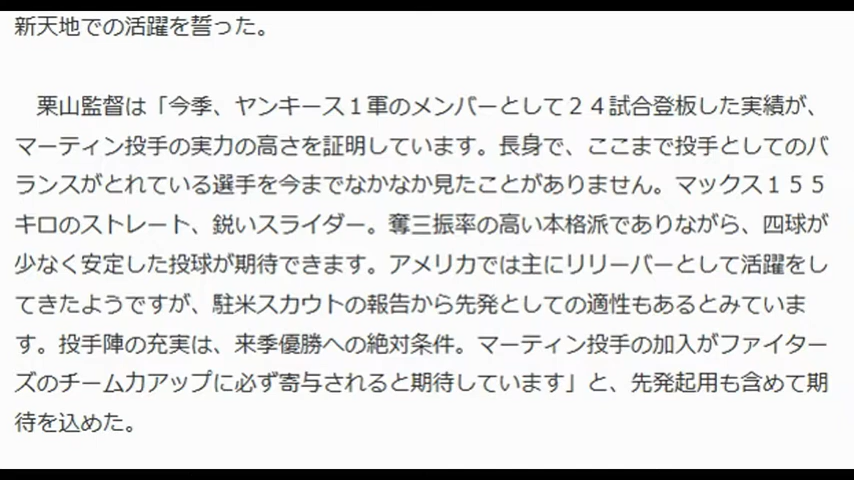 新天地での活躍を誓った。
　栗山監督は「今季、ヤンキース１軍のメンバーとして２４試合登板した実績が、
マーティン投手の実力の高さを証明しています。長身で、ここまで投手としてのバ
ランスがとれている選手を今までなかなか見たことがありません。マックス１５５
キロのストレート、鋭いスライダー。奪三振率の高い本格派でありながら、四球が
少なく安定した投球が期待できます。アメリカでは主にリリーバーとして活躍をし
てきたようですが、駐米スカウトの報告から先発としての適性もあるとみていま
す。投手陣の充実は、来季優勝への絶対条件。マーティン投手の加入がファイター
ズのチーム力アップに必ず寄与されると期待しています」と、先発起用も含めて期
待を込めた。